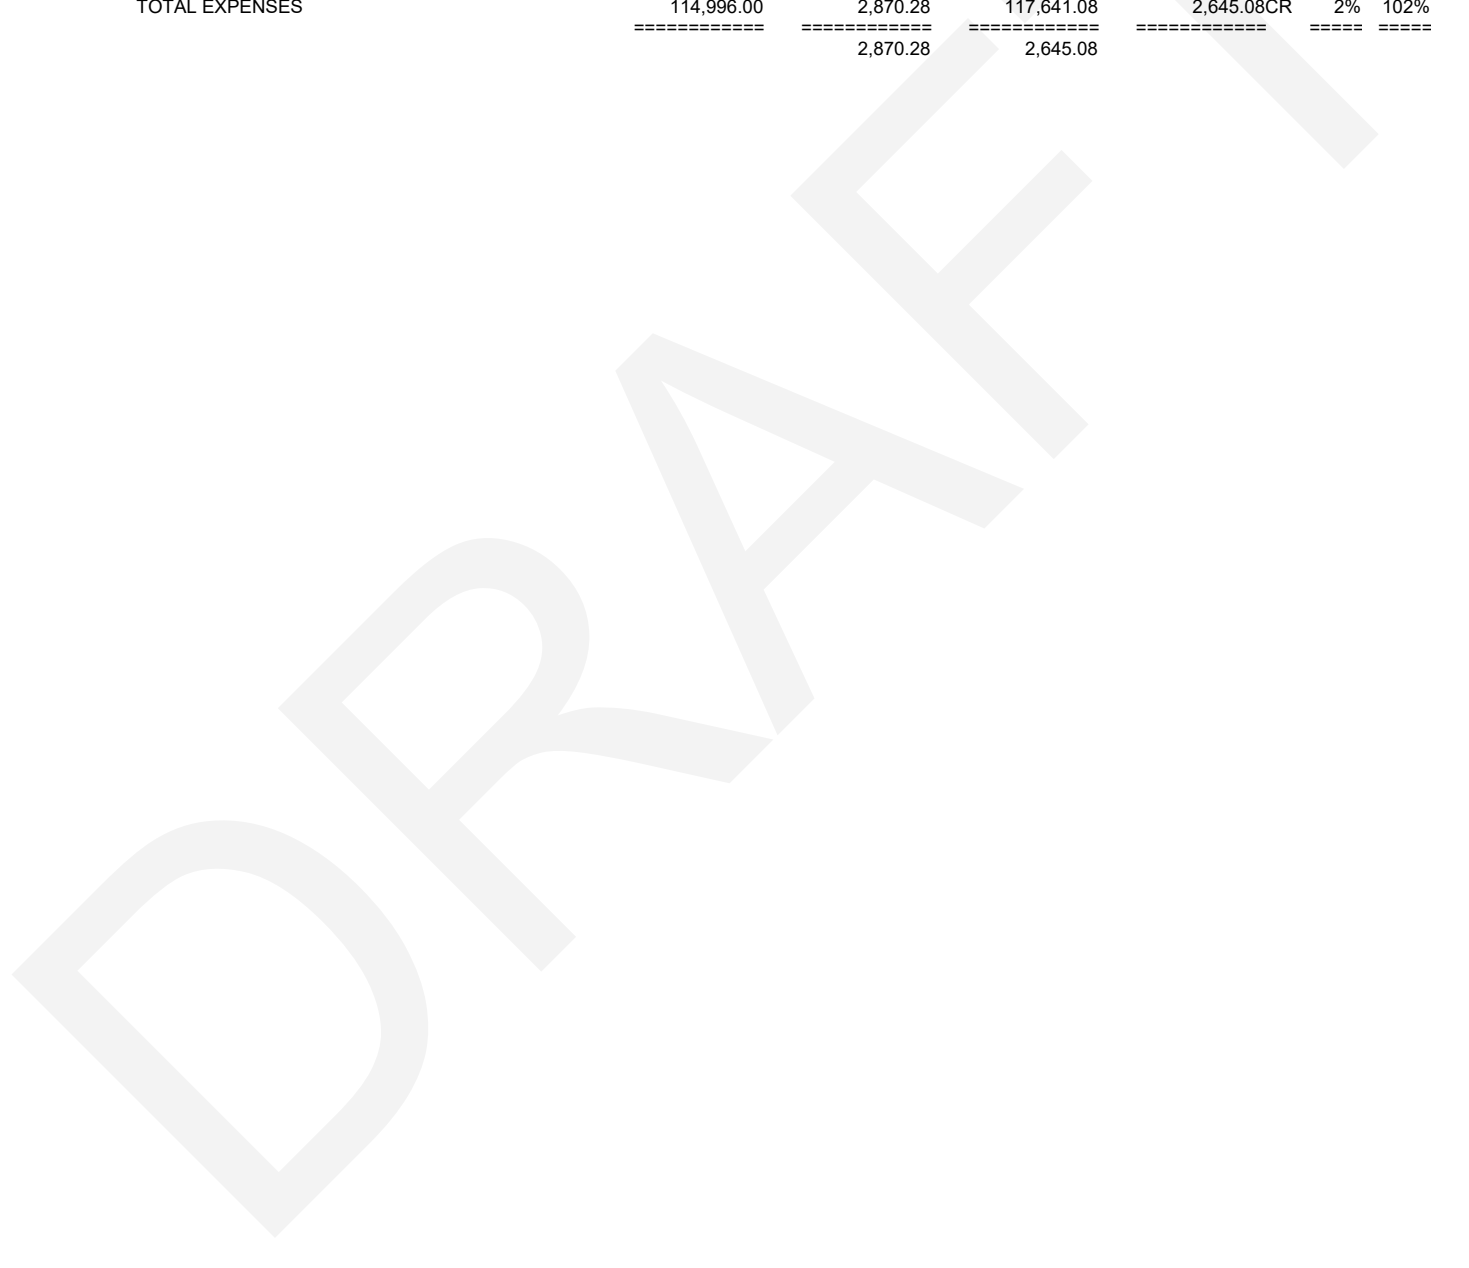 TOTAL EXPENSES 114,996.00 2,870.28 117,641.08 2,645.08CR 2% 102%
============ ============ ============ ============ ===== =====
2,870.28 2,645.08
DRAFT